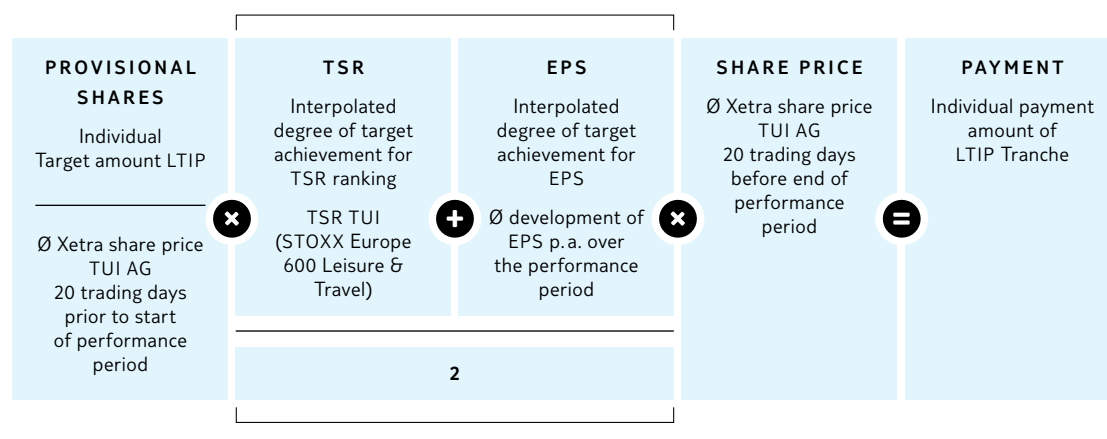 PROVISIONAL
SHARES
Individual
Target amount LTIP
Ø Xetra share price
TUI AG
20 trading days
prior to start
of performance
period
×
TSR
Interpolated
degree of target
achievement for
TSR ranking
TSR TUI
(STOXX Europe
600 Leisure &
Travel)
+
EPS
Interpolated
degree of target
achievement for
EPS
Ø development of
EPS p. a. over
the performance
period
2
×
SHARE PRICE
Ø Xetra share price
TUI AG
20 trading days
before end of
performance
period
=
PAYMENT
Individual payment
amount of
LTIP Tranche